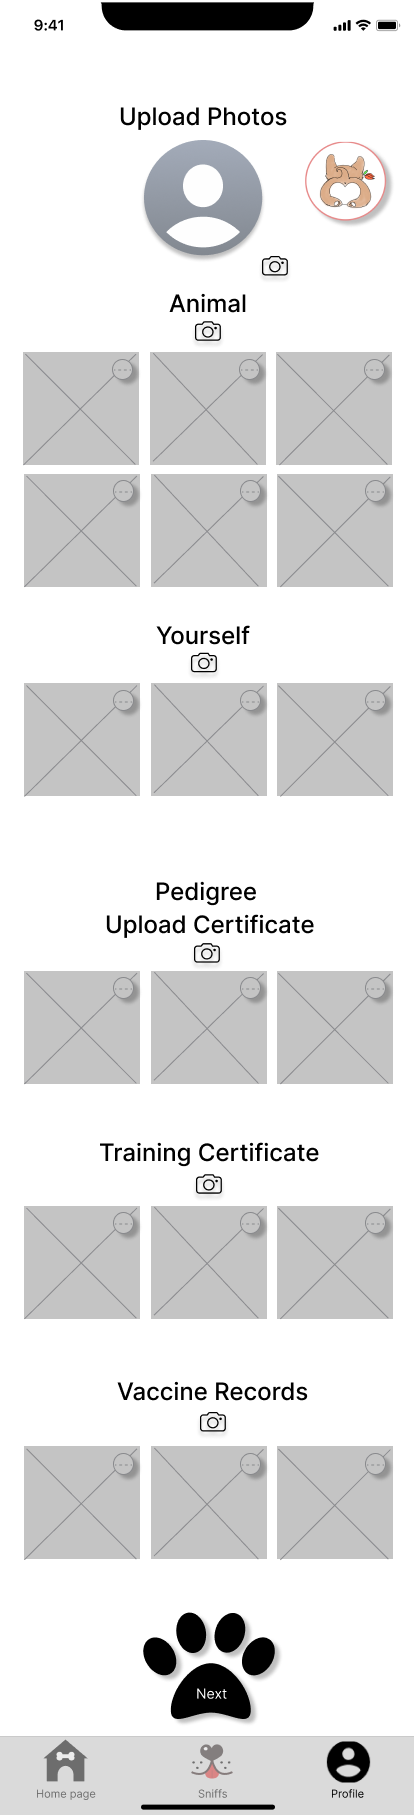 9:41
Upload Photos
Animal
Yourself
Pedigree
Upload Certificate
Training Certificate
Vaccine Records
Next
Home page
Sniffs
Profile